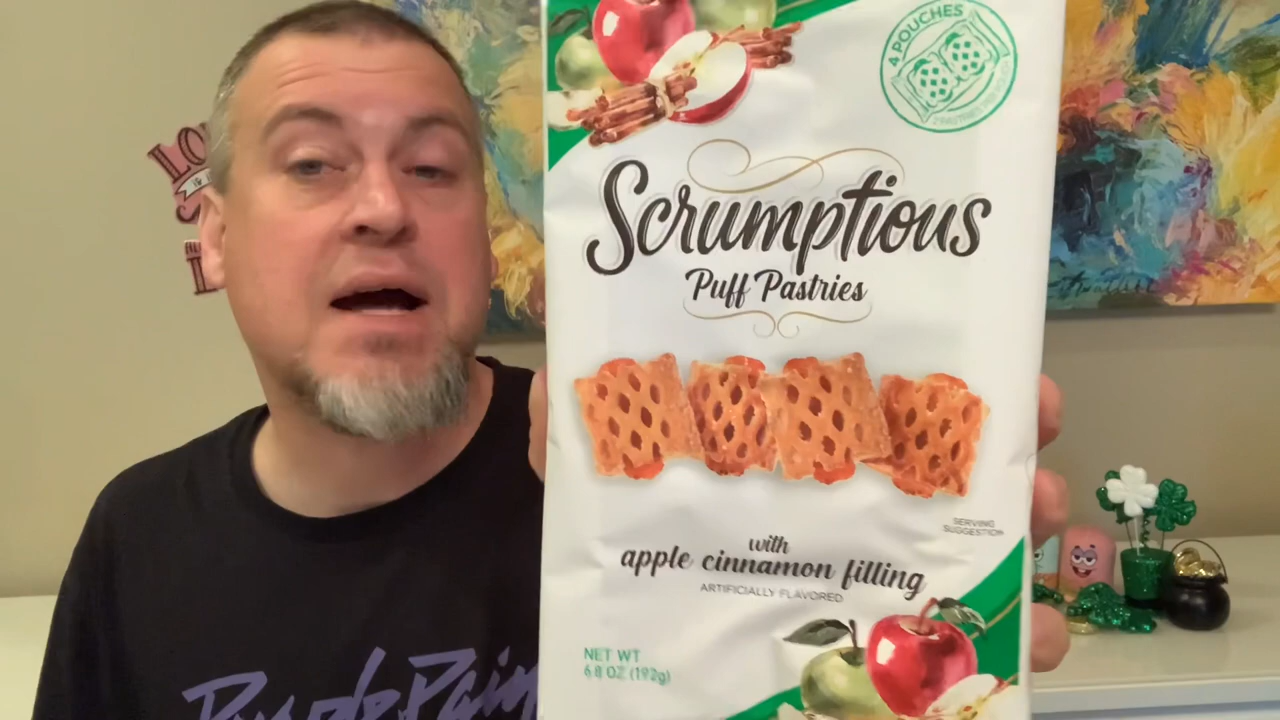 LO
4 POUCHES
Scrumptious
Puff Pastries
SERVING
SUGGESTION
with
apple cinnamon filling
ARTIFICIALLY FLAVORED
NET WT
6.8 OZ (192g)